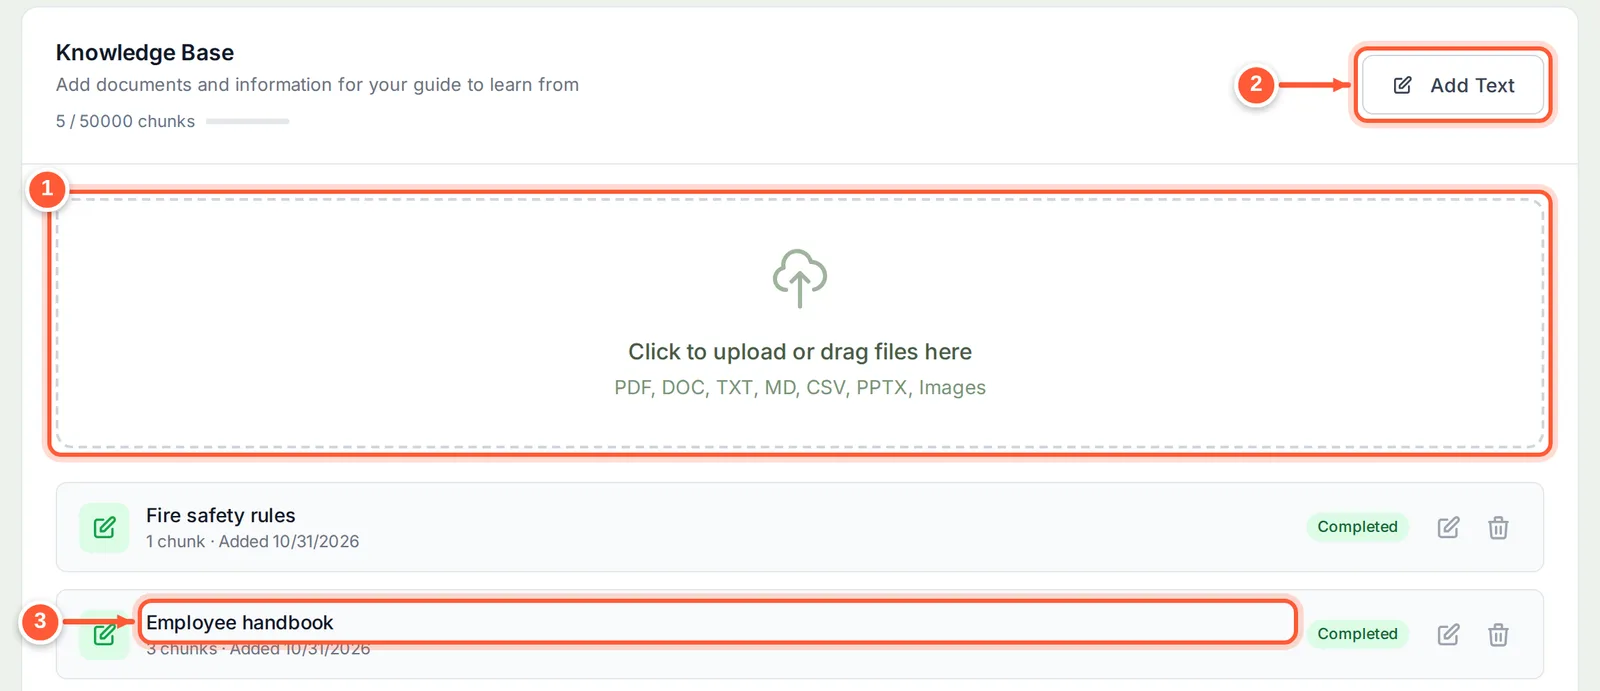 Knowledge Base
Add documents and information for your guide to learn from
5 / 50000 chunks
2
Add Text
1
Click to upload or drag files here
PDF, DOC, TXT, MD, CSV, PPTX, Images
Fire safety rules
1 chunk · Added 10/31/2026
Completed
3
Employee handbook
3 chunks · Added 10/31/2026
Completed